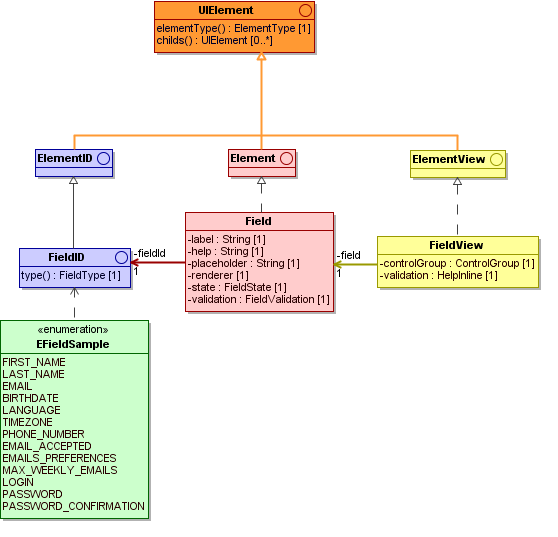 UIElement
elementType() : ElementType [1]
childs() : UIElement [0..*]
ElementID
Element
ElementView
Field
-label : String [1]
-help : String [1]
-placeholder : String [1]
-renderer [1]
-state : FieldState [1]
-validation : FieldValidation [1]
FieldView
-controlGroup : ControlGroup [1]
-validation : HelpInline [1]
FieldID
type() : FieldType [1]
-fieldId
1
-field
1
«enumeration»
EFieldSample
FIRST_NAME
LAST_NAME
EMAIL
BIRTHDATE
LANGUAGE
TIMEZONE
PHONE_NUMBER
EMAIL_ACCEPTED
EMAILS_PREFERENCES
MAX_WEEKLY_EMAILS
LOGIN
PASSWORD
PASSWORD_CONFIRMATION